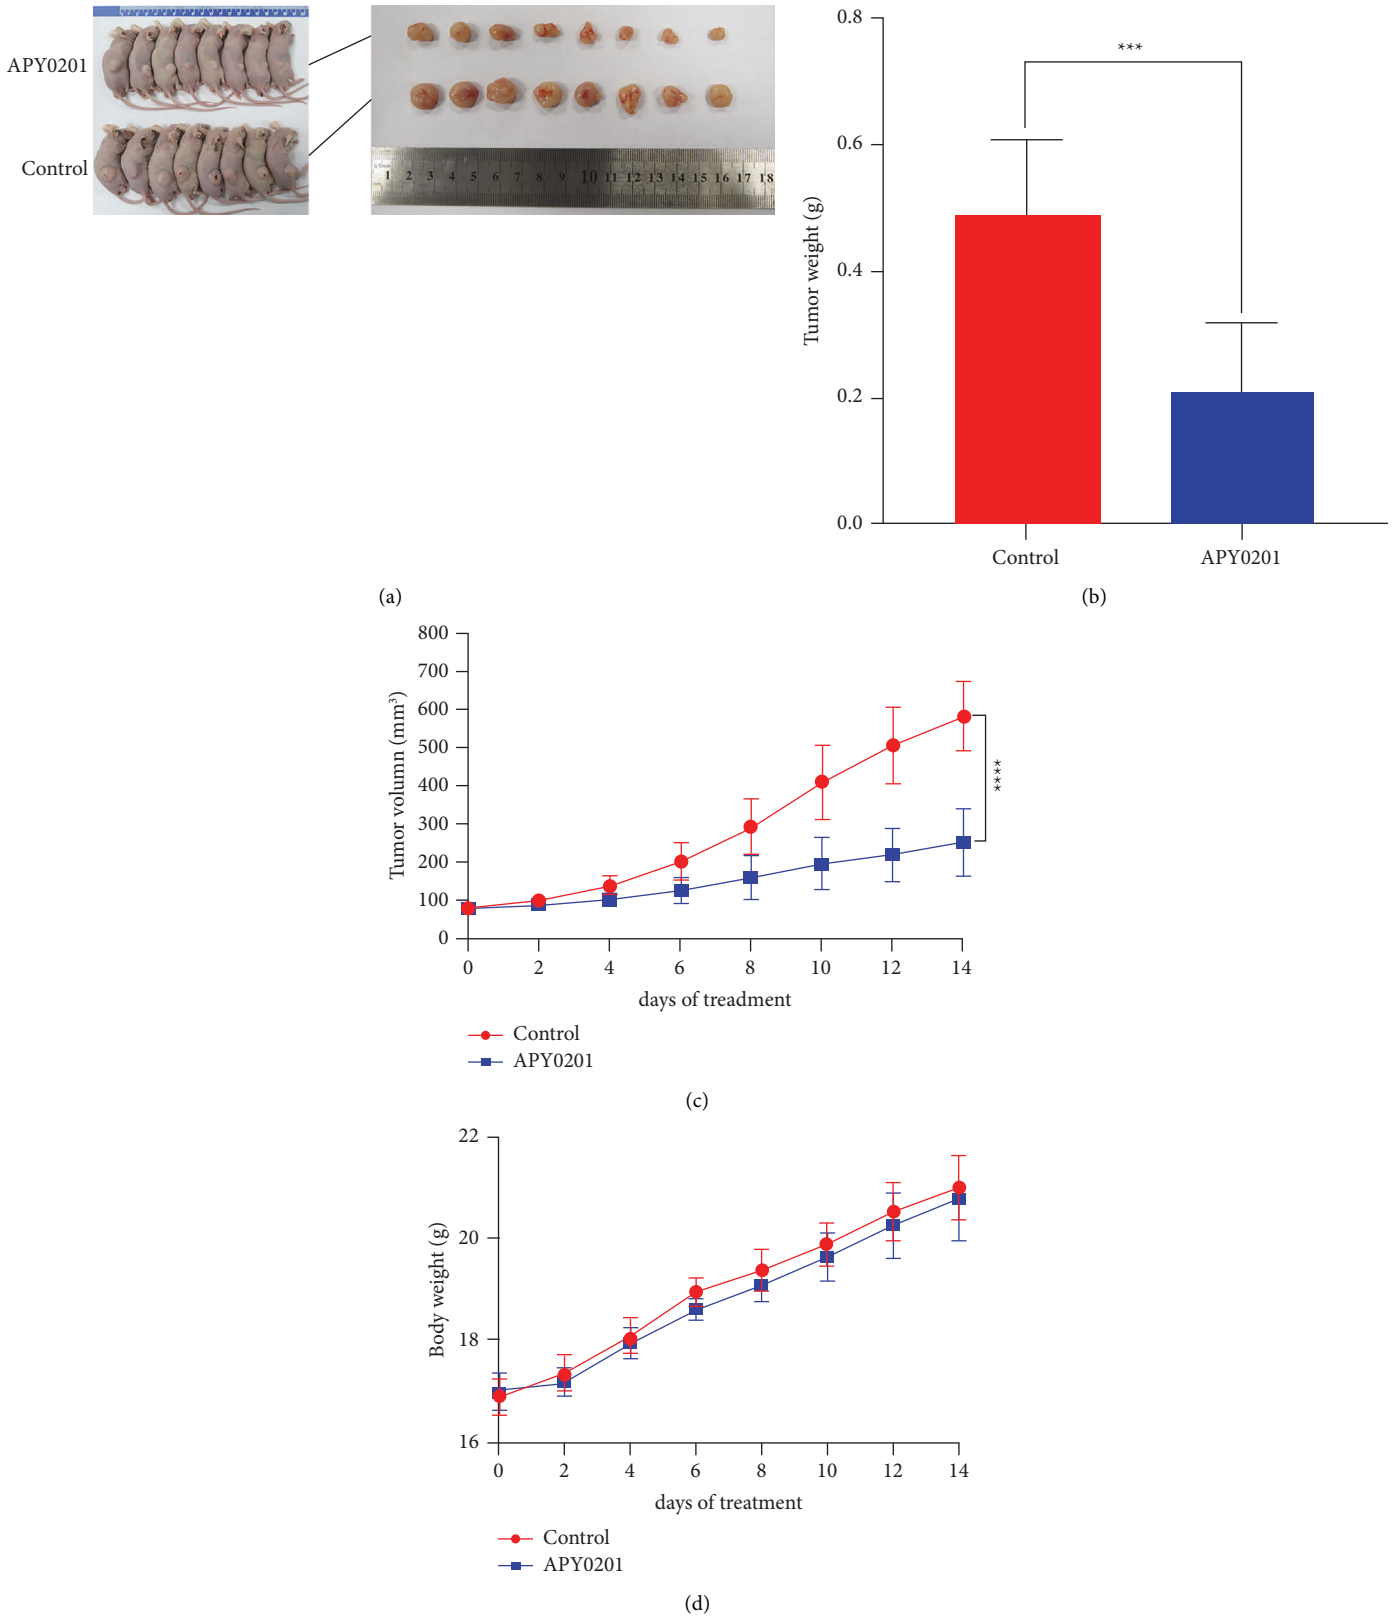 APY0201
Control
1 2 3 4 5 6 7 8 9 10 11 12 13 14 15 16 17 18
(a)
0.8
0.6
0.4
0.2
0.0
Tumor weight (g)
***
Control
APY0201
(b)
800
700
600
500
400
300
200
100
0
Tumor volumn (mm³)
****
0 2 4 6 8 10 12 14
days of treadment
Control
APY0201
(c)
22
20
18
16
Body weight (g)
0 2 4 6 8 10 12 14
days of treatment
Control
APY0201
(d)